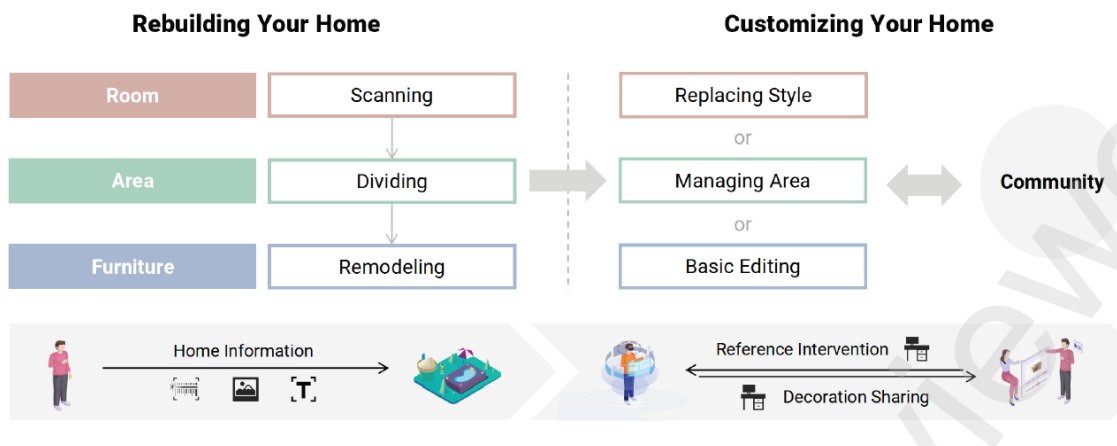 Rebuilding Your Home
Customizing Your Home
Room
Scanning
Replacing Style
or
Area
Dividing
Managing Area
Community
or
Furniture
Remodeling
Basic Editing
Home Information
T
Reference Intervention
Decoration Sharing